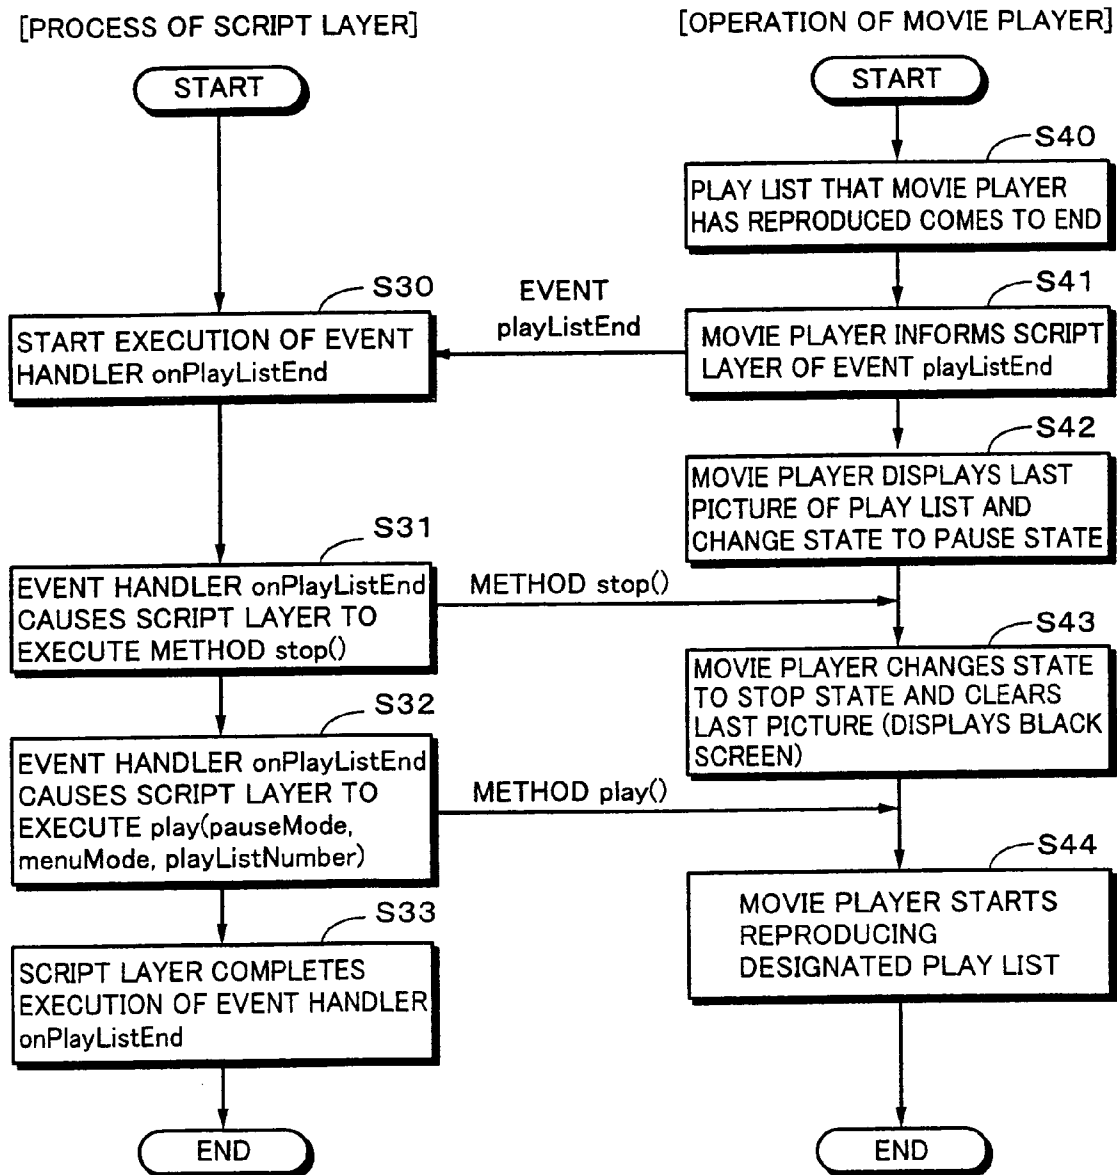 [PROCESS OF SCRIPT LAYER]
START
S30
START EXECUTION OF EVENT
HANDLER onPlayListEnd
S31
EVENT HANDLER onPlayListEnd
CAUSES SCRIPT LAYER TO
EXECUTE METHOD stop()
S32
EVENT HANDLER onPlayListEnd
CAUSES SCRIPT LAYER TO
EXECUTE play(pauseMode,
menuMode, playListNumber)
S33
SCRIPT LAYER COMPLETES
EXECUTION OF EVENT HANDLER
onPlayListEnd
END
EVENT
playListEnd
METHOD stop()
METHOD play()
[OPERATION OF MOVIE PLAYER]
START
S40
PLAY LIST THAT MOVIE PLAYER
HAS REPRODUCED COMES TO END
S41
MOVIE PLAYER INFORMS SCRIPT
LAYER OF EVENT playListEnd
S42
MOVIE PLAYER DISPLAYS LAST
PICTURE OF PLAY LIST AND
CHANGE STATE TO PAUSE STATE
S43
MOVIE PLAYER CHANGES STATE
TO STOP STATE AND CLEARS
LAST PICTURE (DISPLAYS BLACK
SCREEN)
S44
MOVIE PLAYER STARTS
REPRODUCING
DESIGNATED PLAY LIST
END